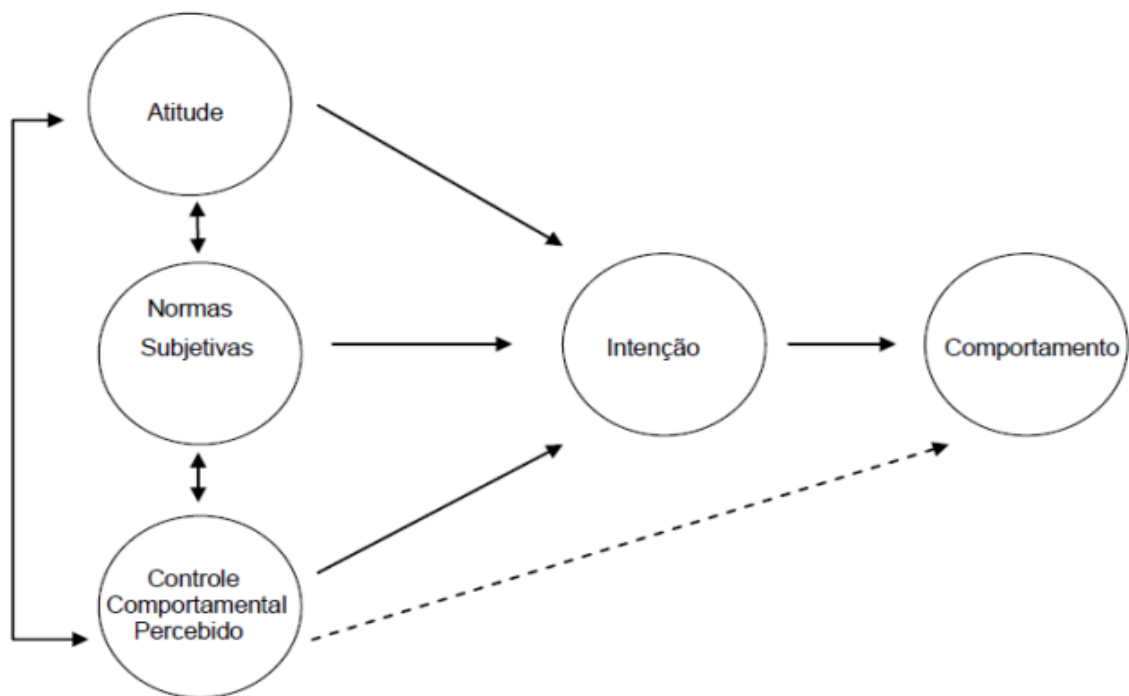 Atitude
Normas
Subjetivas
Intenção
Comportamento
Controle
Comportamental
Percebido